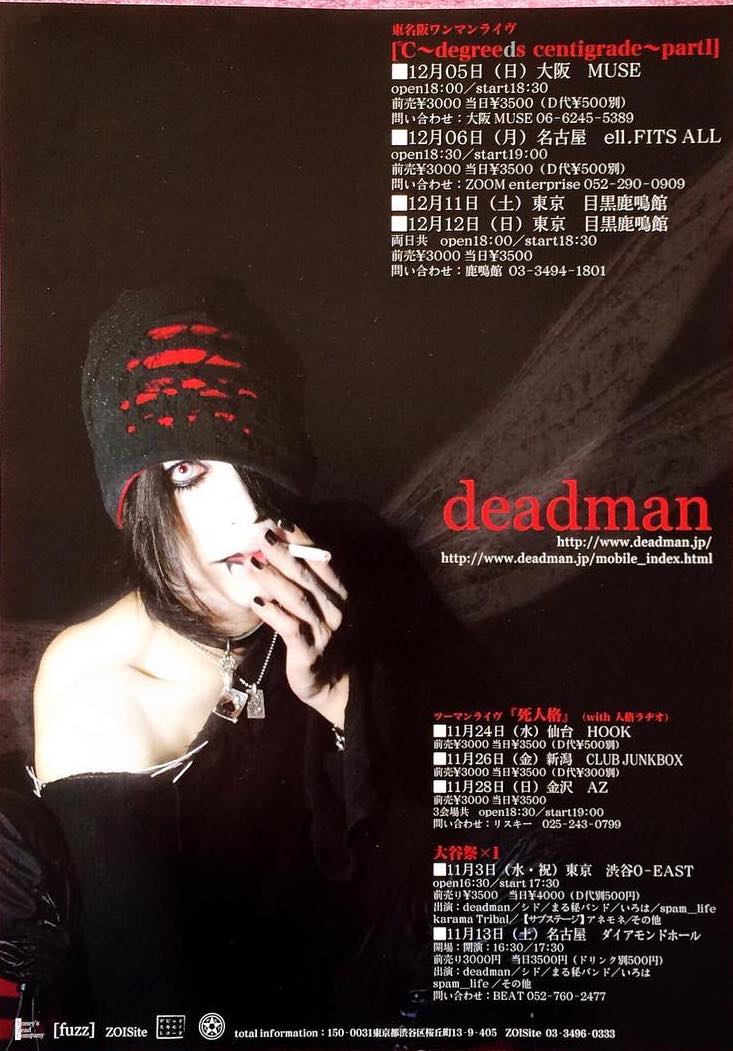 東名阪ワンマンライヴ
[℃〜degreeds centigrade〜part1]
■12月05日（日）大阪　MUSE
open18:00／start18:30
前売¥3000 当日¥3500（Ｄ代¥500別）
問い合わせ：大阪 MUSE 06-6245-5389
■12月06日（月）名古屋　ell.FITS ALL
open18:30／start19:00
前売¥3000 当日¥3500（Ｄ代¥500別）
問い合わせ：ZOOM enterprise 052-290-0909
■12月11日（土）東京　目黒鹿鳴館
■12月12日（日）東京　目黒鹿鳴館
両日共　open18:00／start18:30
前売¥3000 当日¥3500
問い合わせ：鹿鳴館 03-3494-1801
deadman
http://www.deadman.jp/
http://www.deadman.jp/mobile_index.html
ツーマンライヴ『死人格』（with 人格ラヂオ）
■11月24日（水）仙台　HOOK
前売¥3000 当日¥3500（Ｄ代¥500別）
■11月26日（金）新潟　CLUB JUNKBOX
前売¥3000 当日¥3500（Ｄ代¥300別）
■11月28日（日）金沢　AZ
前売¥3000 当日¥3500
3会場共　open18:30／start19:00
問い合わせ：リスキー　025-243-0799
大谷祭×1
■11月3日（水・祝）東京　渋谷O-EAST
open16:30／start 17:30
前売り¥3500　当日¥4000（Ｄ代別500円）
出演：deadman／シド／まる秘バンド／いろは／spam_life
karama Tribal／【サブステージ】アネモネ／その他
■11月13日（土）名古屋　ダイアモンドホール
開場：開演：16:30／17:30
前売り3000円　当日3500円（ドリンク別500円）
出演：deadman／シド／まる秘バンド／いろは
spam_life／その他
問い合わせ：BEAT 052-760-2477
[fuzz] ZOISite
total information：150-0031東京都渋谷区桜丘町13-9-405　ZOISite 03-3496-0333